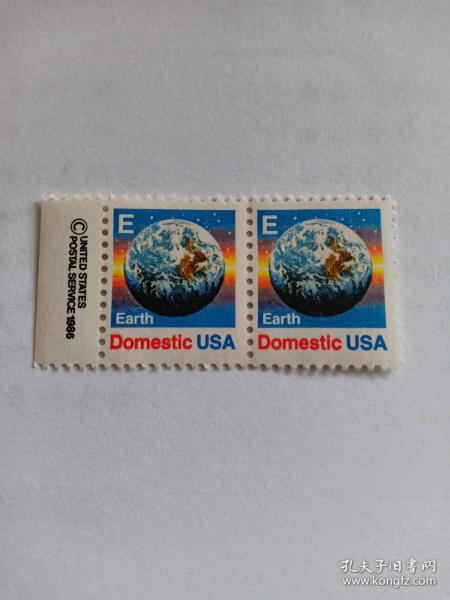 © UNITED STATES
POSTAL SERVICE 1986
E
Earth
Domestic USA
E
Earth
Domestic USA
孔夫子旧书网
www.kongfz.com